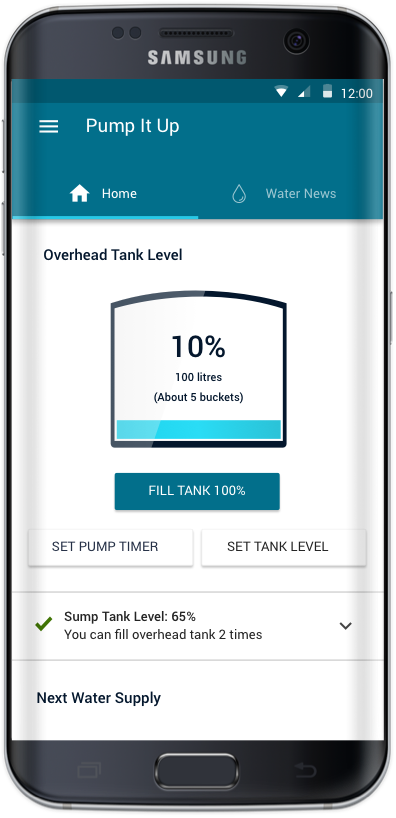 SAMSUNG
12:00
Pump It Up
Home
Water News
Overhead Tank Level
10%
100 litres
(About 5 buckets)
FILL TANK 100%
SET PUMP TIMER
SET TANK LEVEL
Sump Tank Level: 65%
You can fill overhead tank 2 times
Next Water Supply